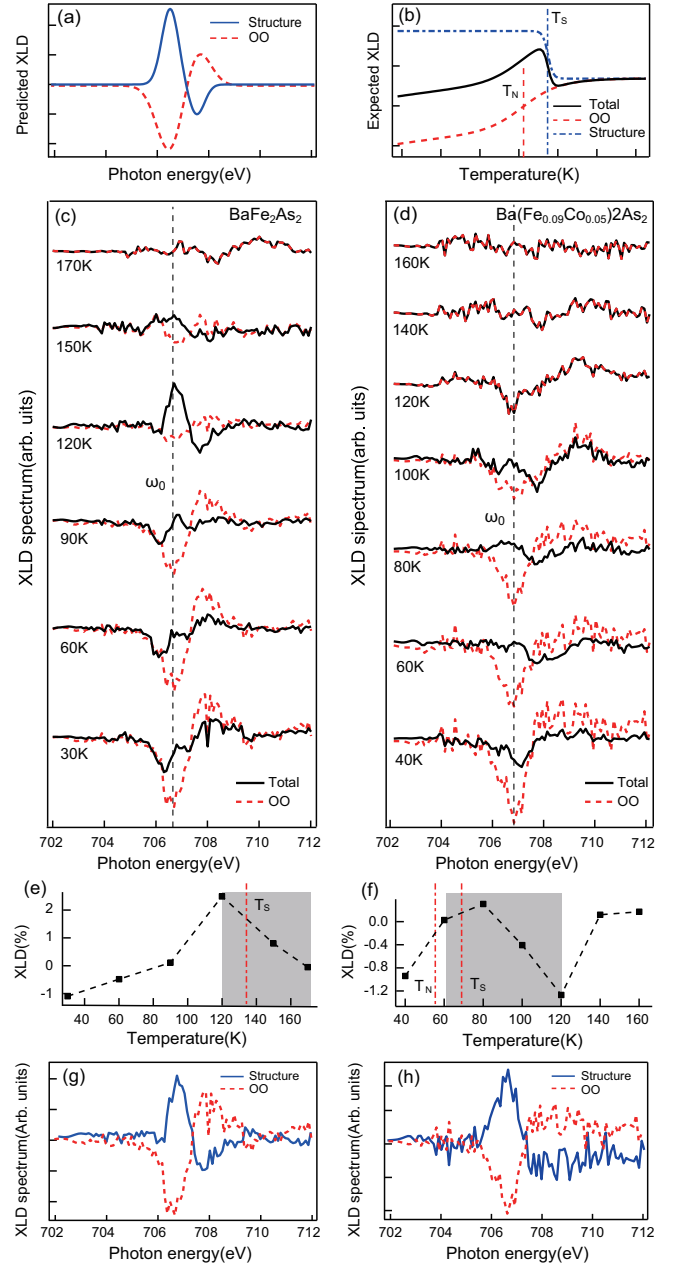 (a)
Structure
OO
Predicted XLD
702 704 706 708 710 712
Photon energy(eV)
(b)
T_S
T_N
Total
OO
Structure
Expected XLD
Temperature(K)
(c)
BaFe2As2
170K
150K
120K
ω0
90K
60K
30K
Total
OO
XLD spectrum(arb. uits)
702 704 706 708 710 712
Photon energy(eV)
(d)
Ba(Fe0.09Co0.05)2As2
160K
140K
120K
100K
ω0
80K
60K
40K
Total
OO
XLD sipectrum(arb. uits)
702 704 706 708 710 712
Photon energy(eV)
(e)
T_S
XLD(%)
2
1
0
-1
40 60 80 100 120 140 160
Temperature(K)
(f)
T_N
T_S
XLD(%)
0.0
-0.4
-0.8
-1.2
40 60 80 100 120 140 160
Temperature(K)
(g)
Structure
OO
XLD spectrum(Arb. units)
702 704 706 708 710 712
Photon energy(eV)
(h)
Structure
OO
XLD spectrum(Arb. units)
702 704 706 708 710 712
Photon energy(eV)